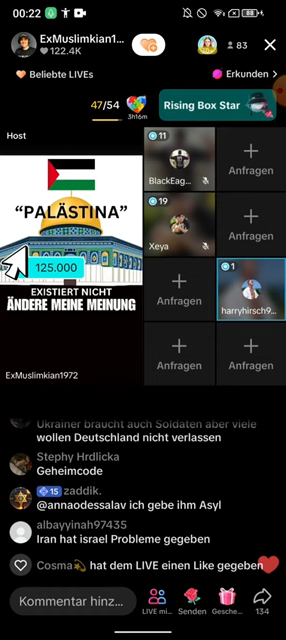 00:22
88
ExMuslimkian1...
122.4K
83
Beliebte LIVEs
Erkunden
47/54
3h16m
Rising Box Star
Host
"PALÄSTINA"
125.000
EXISTIERT NICHT
ÄNDERE MEINE MEINUNG
ExMuslimkian1972
11
BlackEag...
Anfragen
19
Xeya
Anfragen
Anfragen
1
harryhirsch9...
Anfragen
Anfragen
Ukrainer braucht auch Soldaten aber viele
wollen Deutschland nicht verlassen
Stephy Hrdlicka
Geheimcode
15 zaddik.
@annaodessalav ich gebe ihm Asyl
albayyinah97435
Iran hat israel Probleme gegeben
Cosma💫 hat dem LIVE einen Like gegeben
Kommentar hinz...
LIVE mi...
Senden
Gesche...
134